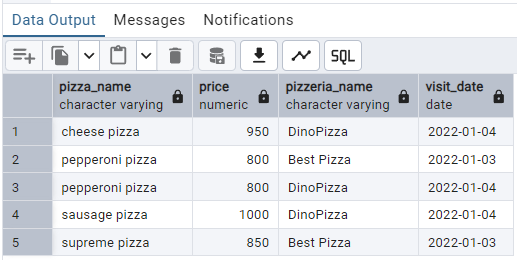 Data Output Messages Notifications
SQL
pizza_name price pizzeria_name visit_date
character varying numeric character varying date
1 cheese pizza 950 DinoPizza 2022-01-04
2 pepperoni pizza 800 Best Pizza 2022-01-03
3 pepperoni pizza 800 DinoPizza 2022-01-04
4 sausage pizza 1000 DinoPizza 2022-01-04
5 supreme pizza 850 Best Pizza 2022-01-03